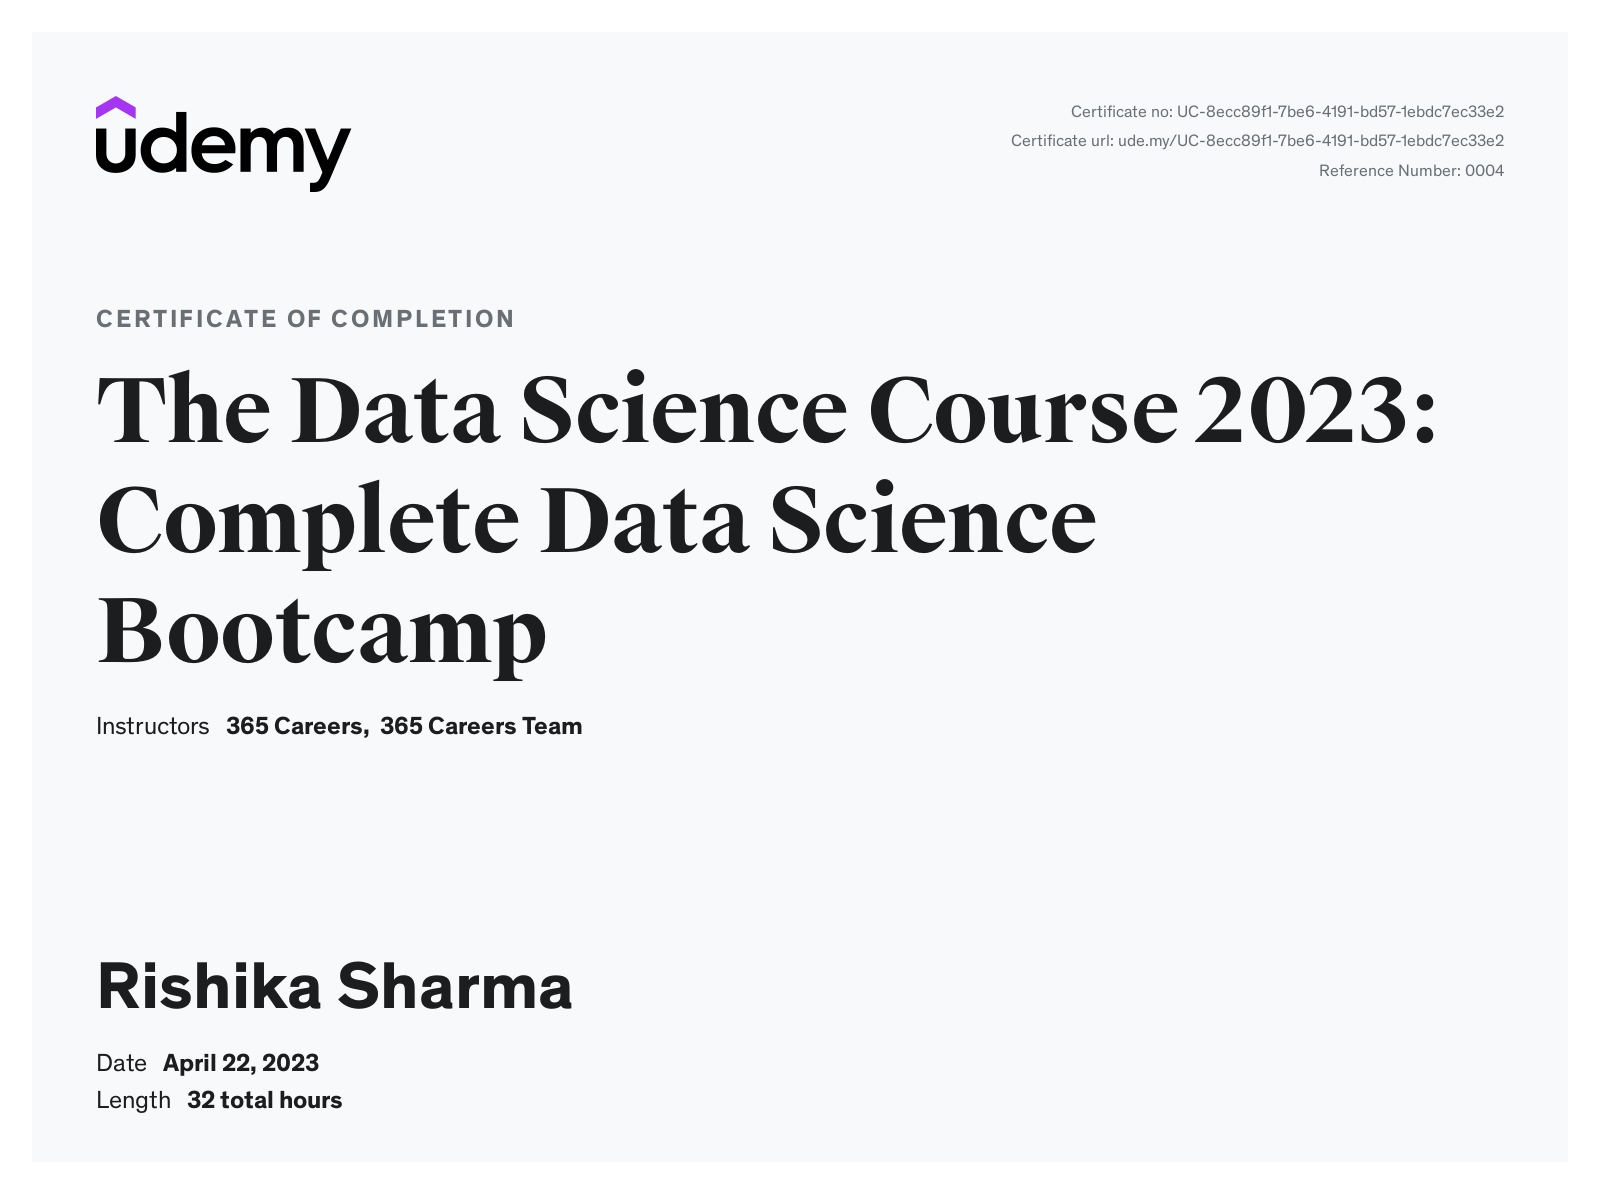 udemy
Certificate no: UC-8ecc89f1-7be6-4191-bd57-1ebdc7ec33e2
Certificate url: ude.my/UC-8ecc89f1-7be6-4191-bd57-1ebdc7ec33e2
Reference Number: 0004
CERTIFICATE OF COMPLETION
The Data Science Course 2023:
Complete Data Science
Bootcamp
Instructors 365 Careers, 365 Careers Team
Rishika Sharma
Date April 22, 2023
Length 32 total hours